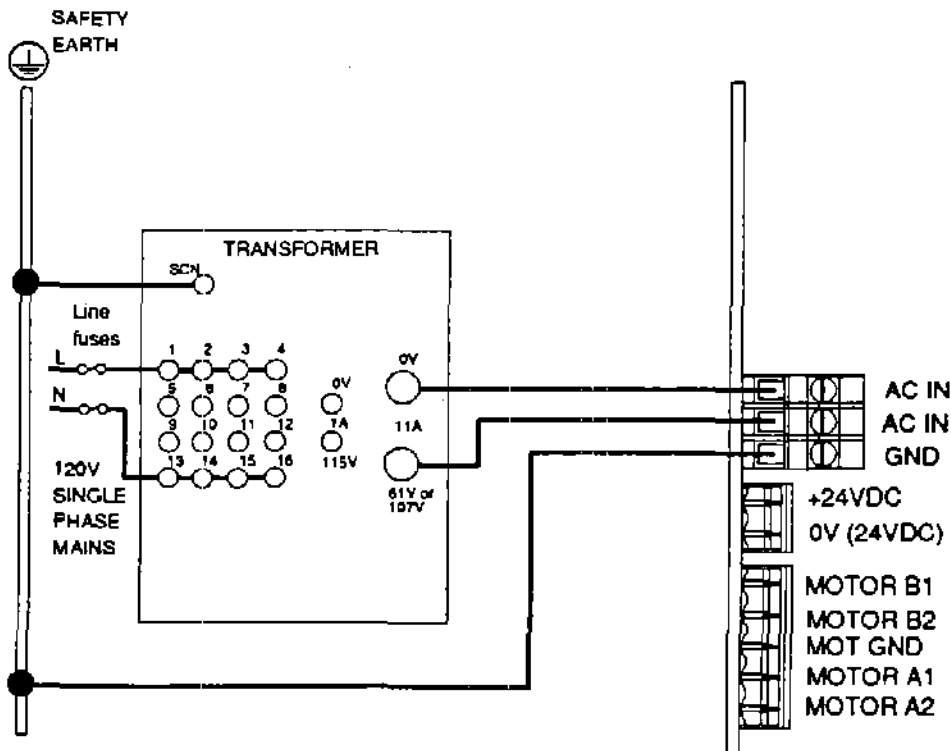 SAFETY
EARTH
TRANSFORMER
SCN
Line
fuses
L
N
1 2 3 4
5 6 7 8
9 10 11 12
13 14 15 16
0V
7A
115V
0V
11A
61V or
107V
120V
SINGLE
PHASE
MAINS
AC IN
AC IN
GND
+24VDC
0V (24VDC)
MOTOR B1
MOTOR B2
MOT GND
MOTOR A1
MOTOR A2